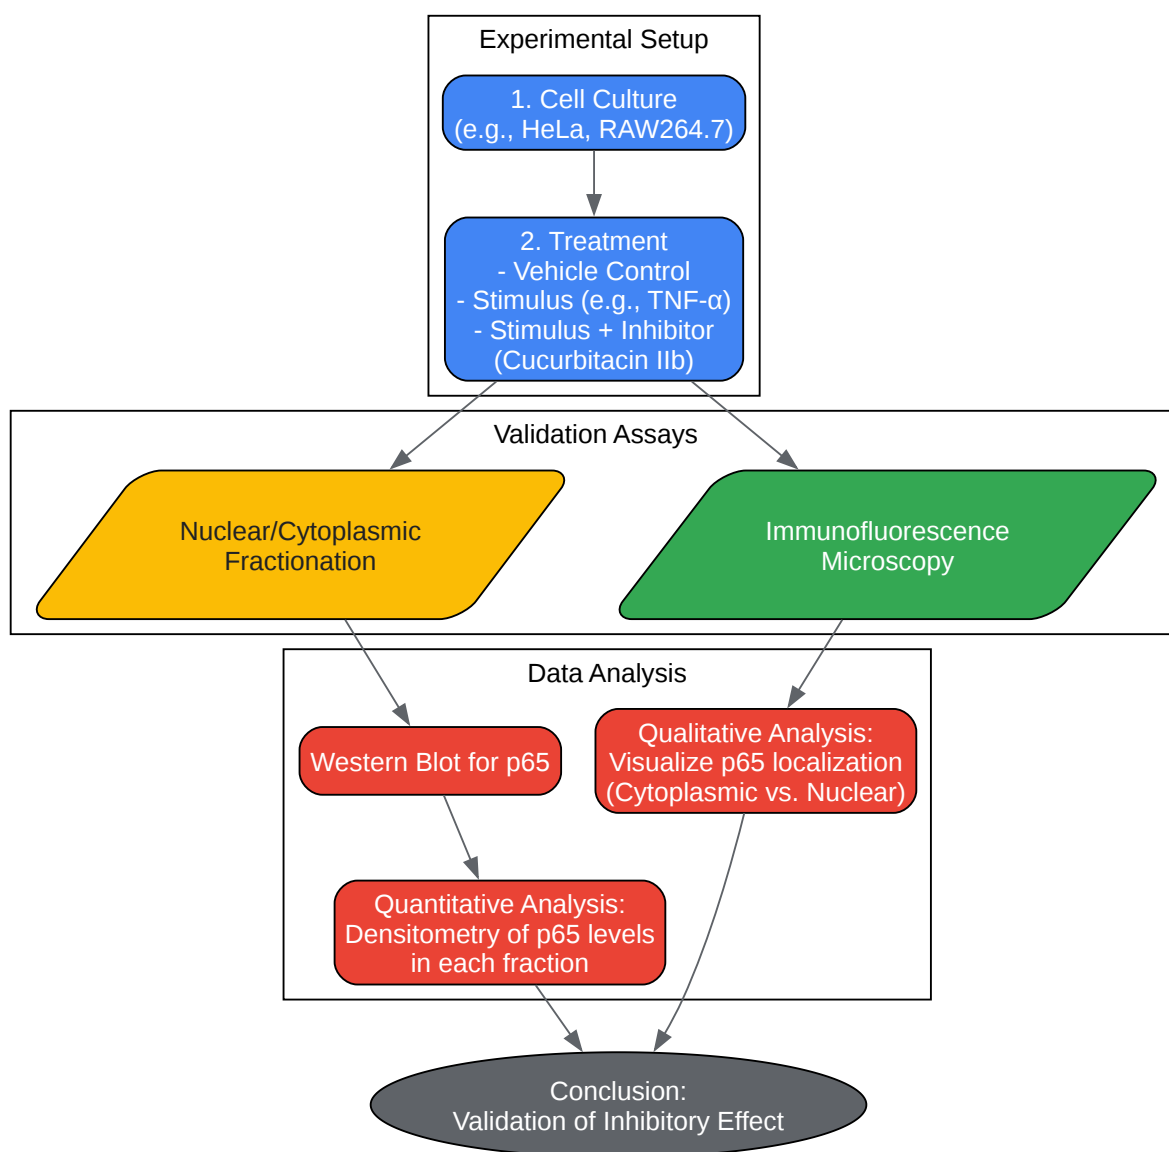 Experimental Setup
1. Cell Culture
(e.g., HeLa, RAW264.7)
2. Treatment
- Vehicle Control
- Stimulus (e.g., TNF-α)
- Stimulus + Inhibitor
(Cucurbitacin IIb)
Validation Assays
Nuclear/Cytoplasmic
Fractionation
Immunofluorescence
Microscopy
Data Analysis
Western Blot for p65
Qualitative Analysis:
Visualize p65 localization
(Cytoplasmic vs. Nuclear)
Quantitative Analysis:
Densitometry of p65 levels
in each fraction
Conclusion:
Validation of Inhibitory Effect